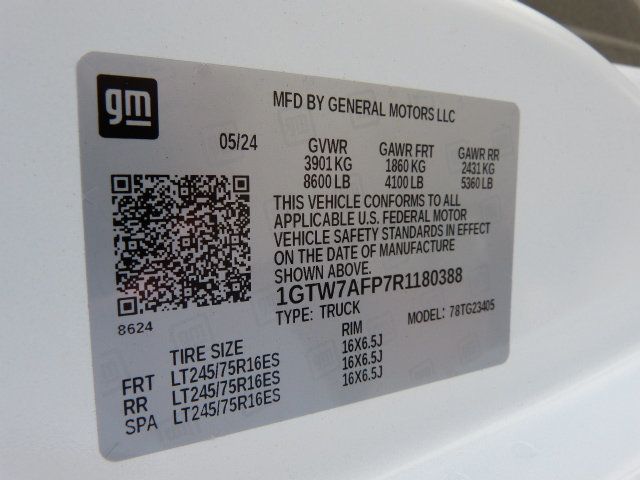 gm
MFD BY GENERAL MOTORS LLC
05/24 GVWR GAWR FRT GAWR RR
3901 KG 1860 KG 2431 KG
8600 LB 4100 LB 5360 LB
THIS VEHICLE CONFORMS TO ALL
APPLICABLE U.S. FEDERAL MOTOR
VEHICLE SAFETY STANDARDS IN EFFECT
ON THE DATE OF MANUFACTURE
SHOWN ABOVE.
1GTW7AFP7R1180388
TYPE: TRUCK MODEL: 78TG23405
8624
TIRE SIZE RIM
FRT LT245/75R16ES 16X6.5J
RR LT245/75R16ES 16X6.5J
SPA LT245/75R16ES 16X6.5J